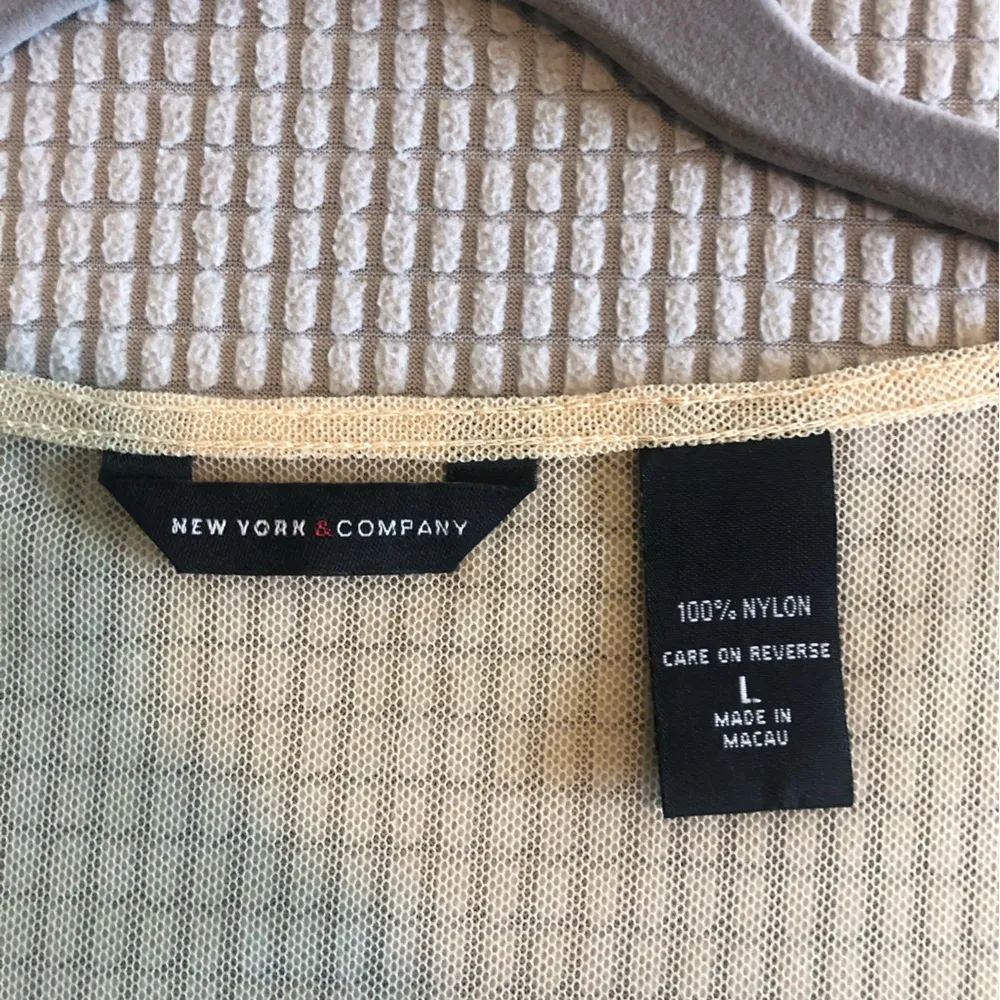 NEW YORK & COMPANY
100% NYLON
CARE ON REVERSE
L
MADE IN
MACAU